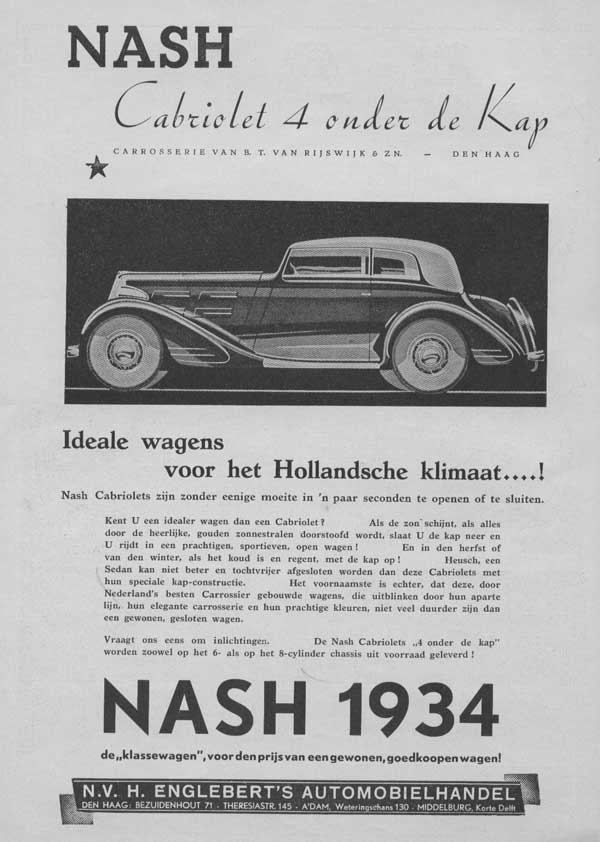 NASH
Cabriolet 4 onder de Kap
CARROSSERIE VAN B. T. VAN RIJSWIJK & ZN. — DEN HAAG
Ideale wagens
voor het Hollandsche klimaat....!
Nash Cabriolets zijn zonder eenige moeite in 'n paar seconden te openen of te sluiten.
Kent U een idealer wagen dan een Cabriolet? Als de zon schijnt, als alles
door de heerlijke, gouden zonnestralen doorstoofd wordt, slaat U de kap neer en
U rijdt in een prachtigen, sportieven, open wagen! En in den herfst of
van den winter, als het koud is en regent, met de kap op! Heusch, een
Sedan kan niet beter en tochtvrijer afgesloten worden dan deze Cabriolets met
hun speciale kap-constructie. Het voornaamste is echter, dat deze, door
Nederland's besten Carrossier gebouwde wagens, die uitblinken door hun aparte
lijn, hun elegante carrosserie en hun prachtige kleuren, niet veel duurder zijn dan
een gewonen, gesloten wagen.
Vraagt ons eens om inlichtingen. De Nash Cabriolets „4 onder de kap"
worden zoowel op het 6- als op het 8-cylinder chassis uit voorraad geleverd!
NASH 1934
de „klassewagen", voor den prijs van een gewonen, goedkoopen wagen!
N.V. H. ENGLEBERT'S AUTOMOBIELHANDEL
DEN HAAG: BEZUIDENHOUT 71 - THERESIASTR. 145 - A'DAM, Weteringschans 130 - MIDDELBURG, Korte Delft